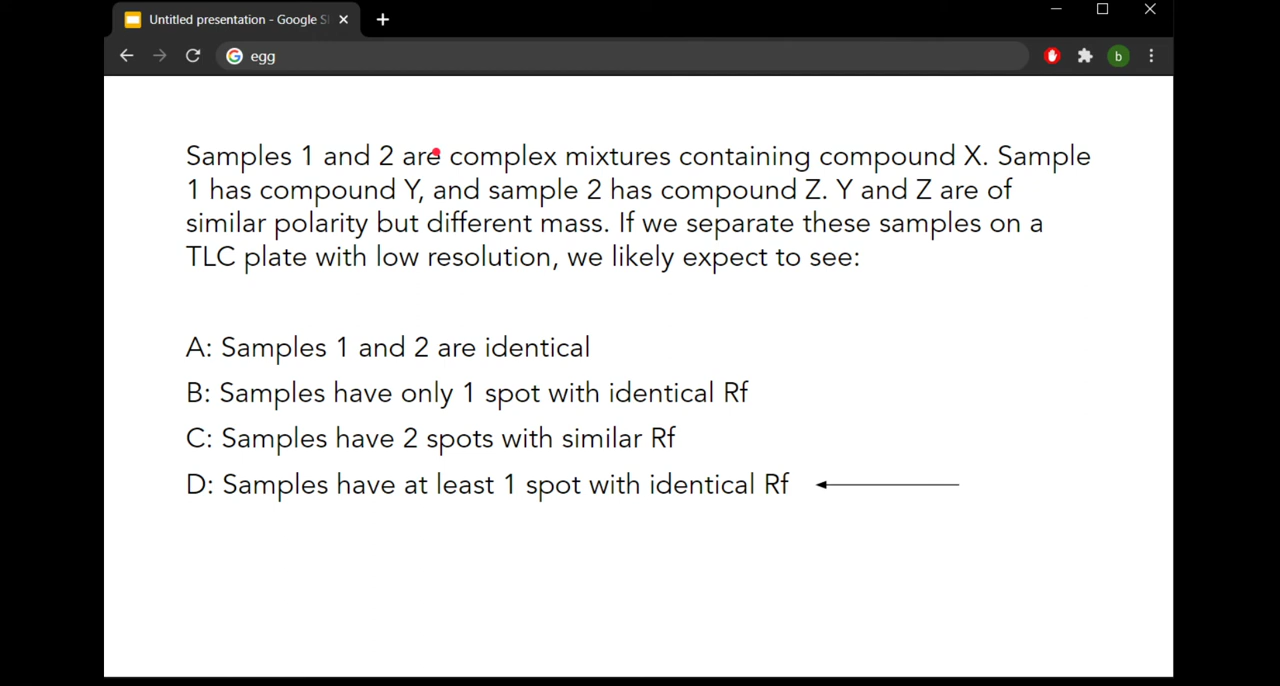 Untitled presentation - Google Sl
egg
b
Samples 1 and 2 are complex mixtures containing compound X. Sample
1 has compound Y, and sample 2 has compound Z. Y and Z are of
similar polarity but different mass. If we separate these samples on a
TLC plate with low resolution, we likely expect to see:
A: Samples 1 and 2 are identical
B: Samples have only 1 spot with identical Rf
C: Samples have 2 spots with similar Rf
D: Samples have at least 1 spot with identical Rf